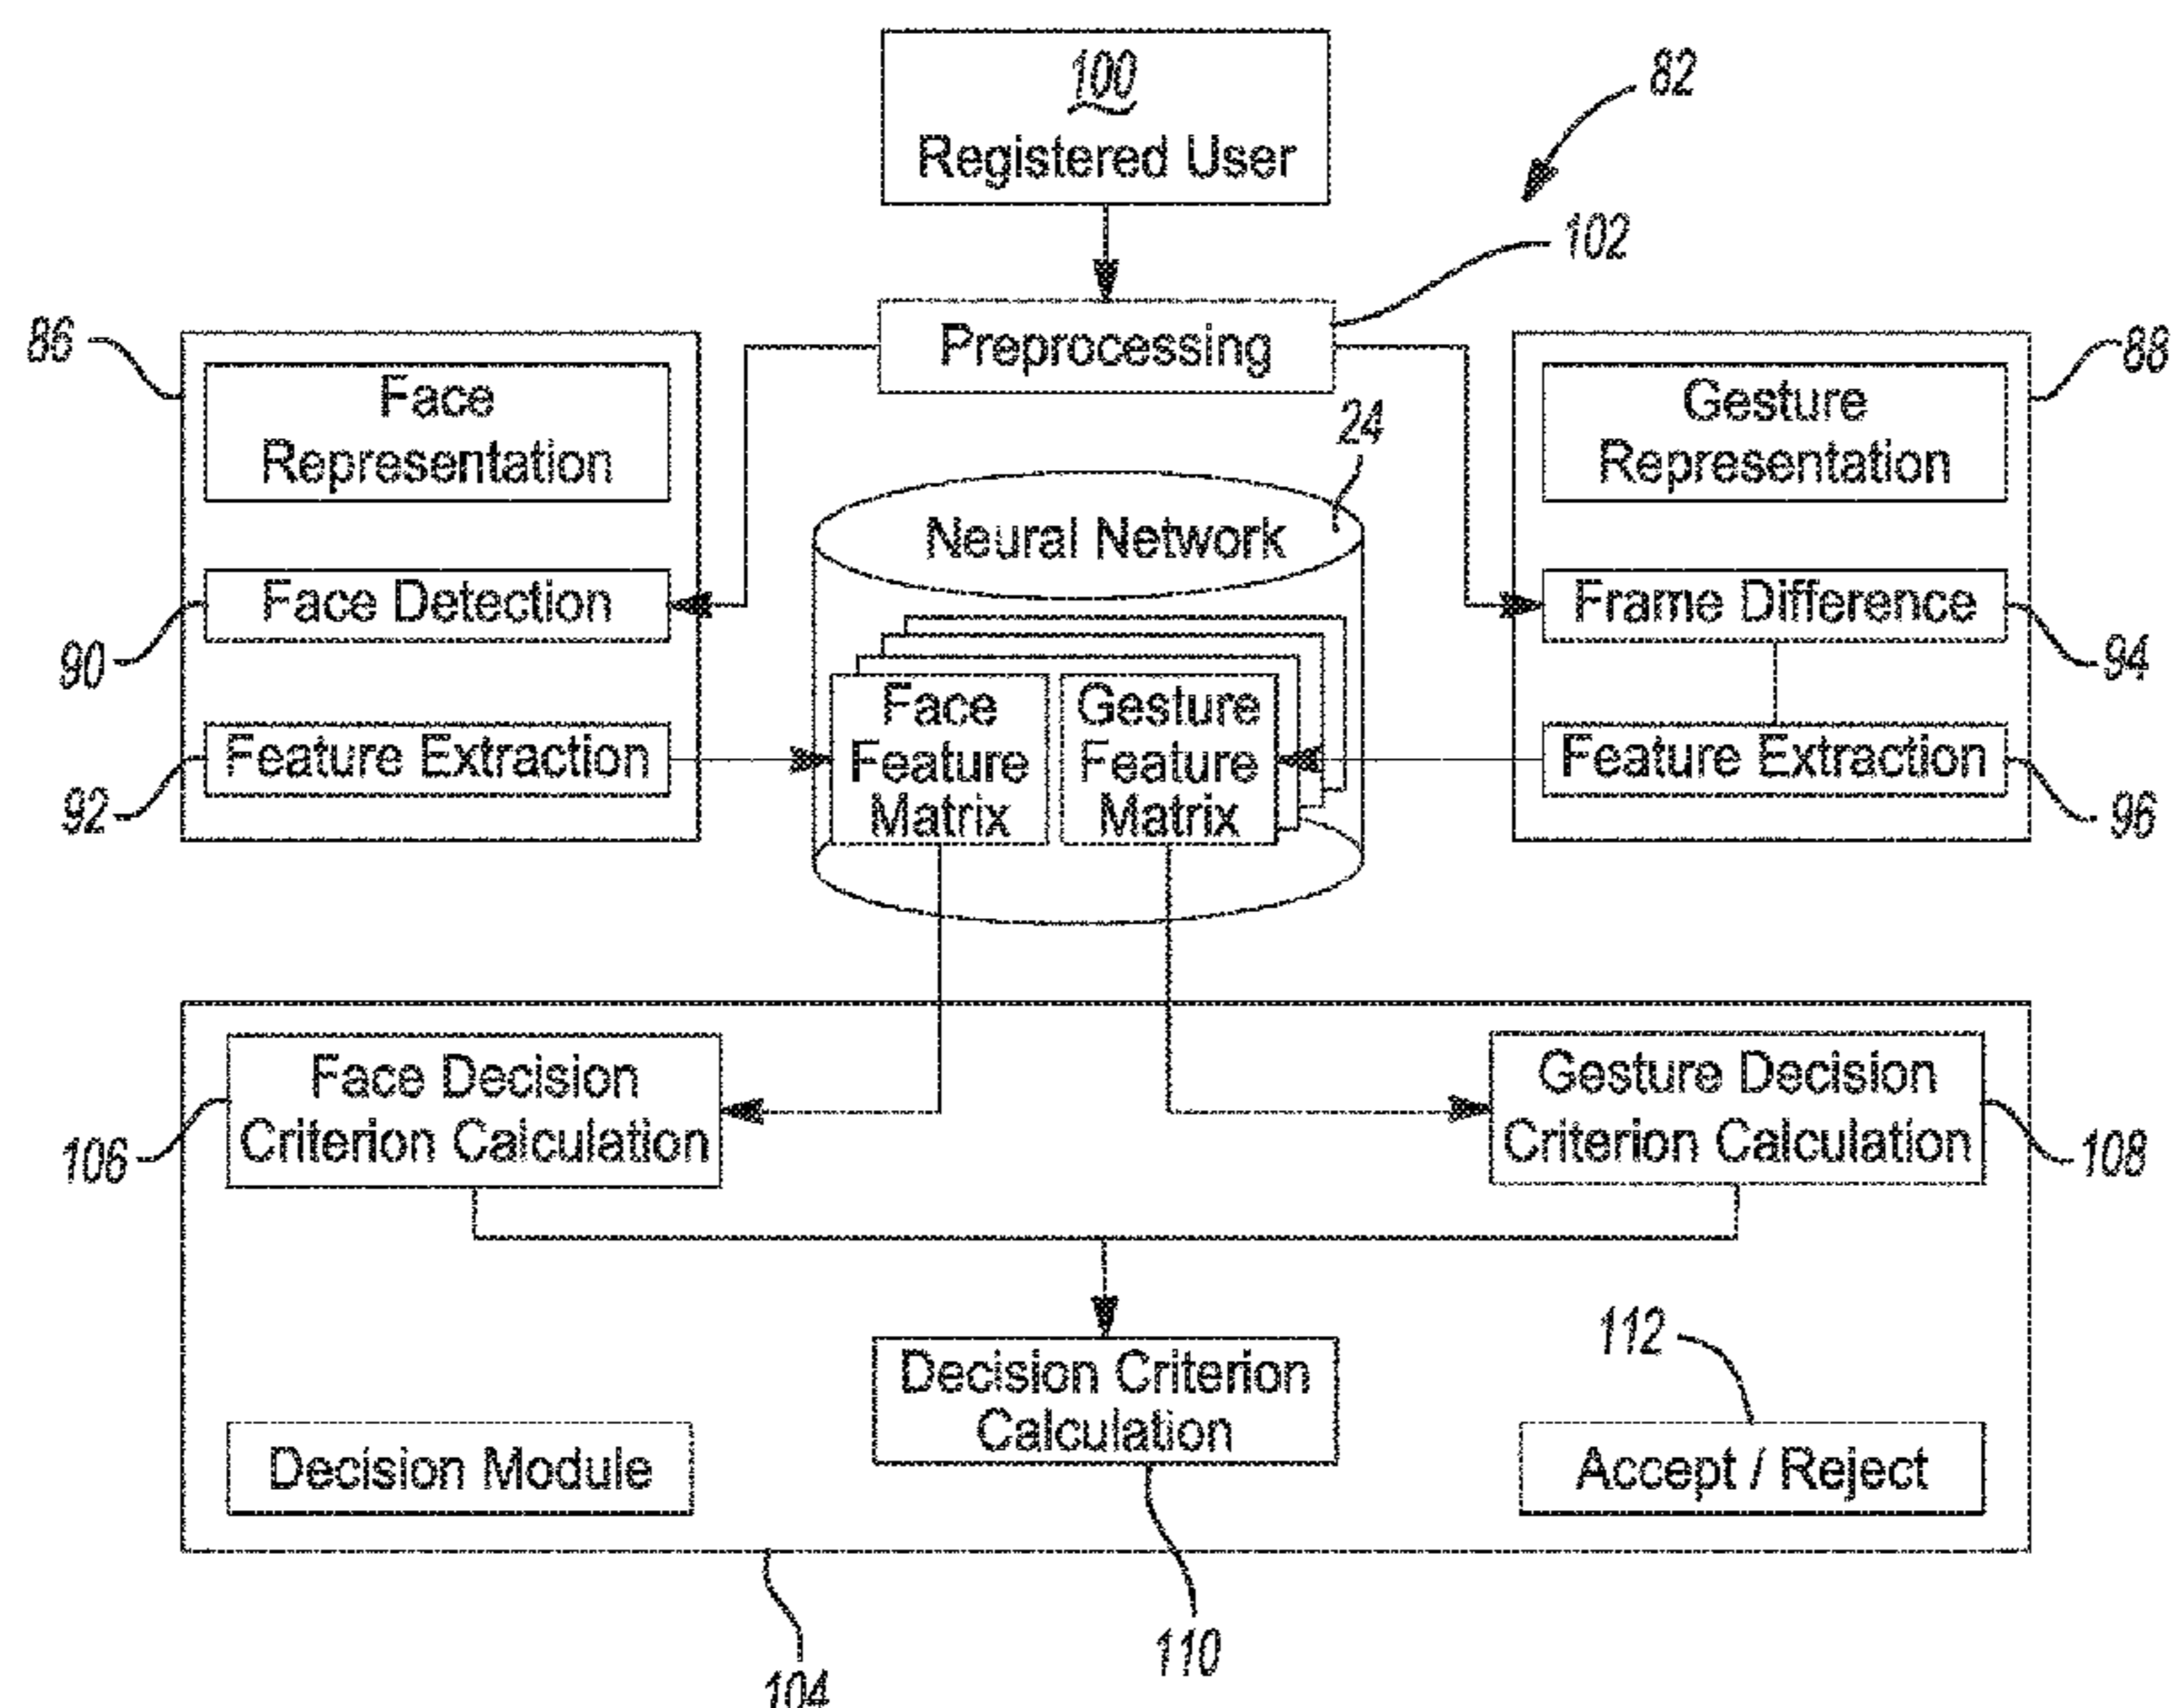 100
Registered User
82
102
Preprocessing
86
Face
Representation
88
Gesture
Representation
24
Neural Network
Face Detection
90
Frame Difference
94
Feature Extraction
92
Face
Feature
Matrix
Gesture
Feature
Matrix
Feature Extraction
96
Face Decision
Criterion Calculation
106
Gesture Decision
Criterion Calculation
108
Decision Criterion
Calculation
110
112
Decision Module
Accept / Reject
104